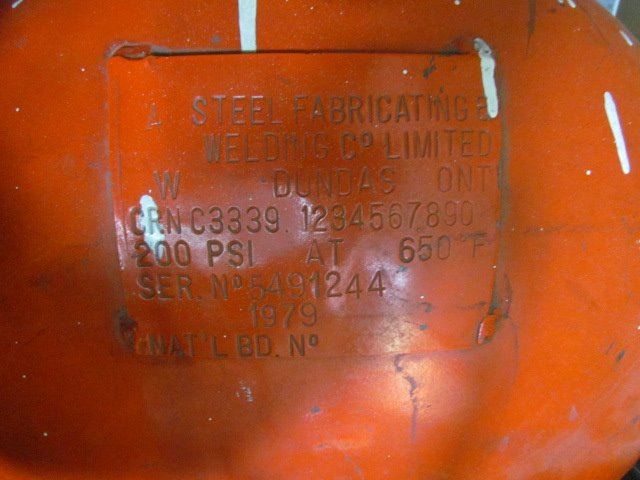 STEEL FABRICATING &
WELDING Cº LIMITED
W DUNDAS ONT
CRN C3339.1234567890
200 PSI AT 650°F
SER. Nº 5491244
1979
NAT'L BD. Nº